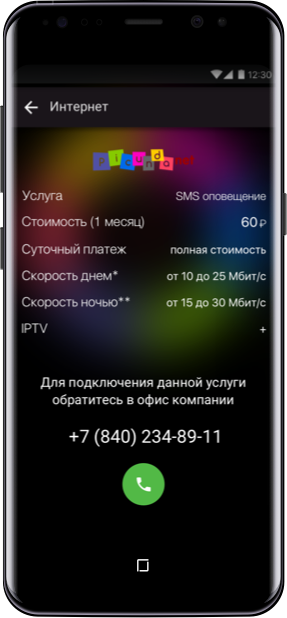 12:30
Интернет
Picunda net
Услуга SMS оповещение
Стоимость (1 месяц) 60 ₽
Суточный платеж полная стоимость
Скорость днем* от 10 до 25 Мбит/с
Скорость ночью** от 15 до 30 Мбит/с
IPTV +
Для подключения данной услуги
обратитесь в офис компании
+7 (840) 234-89-11